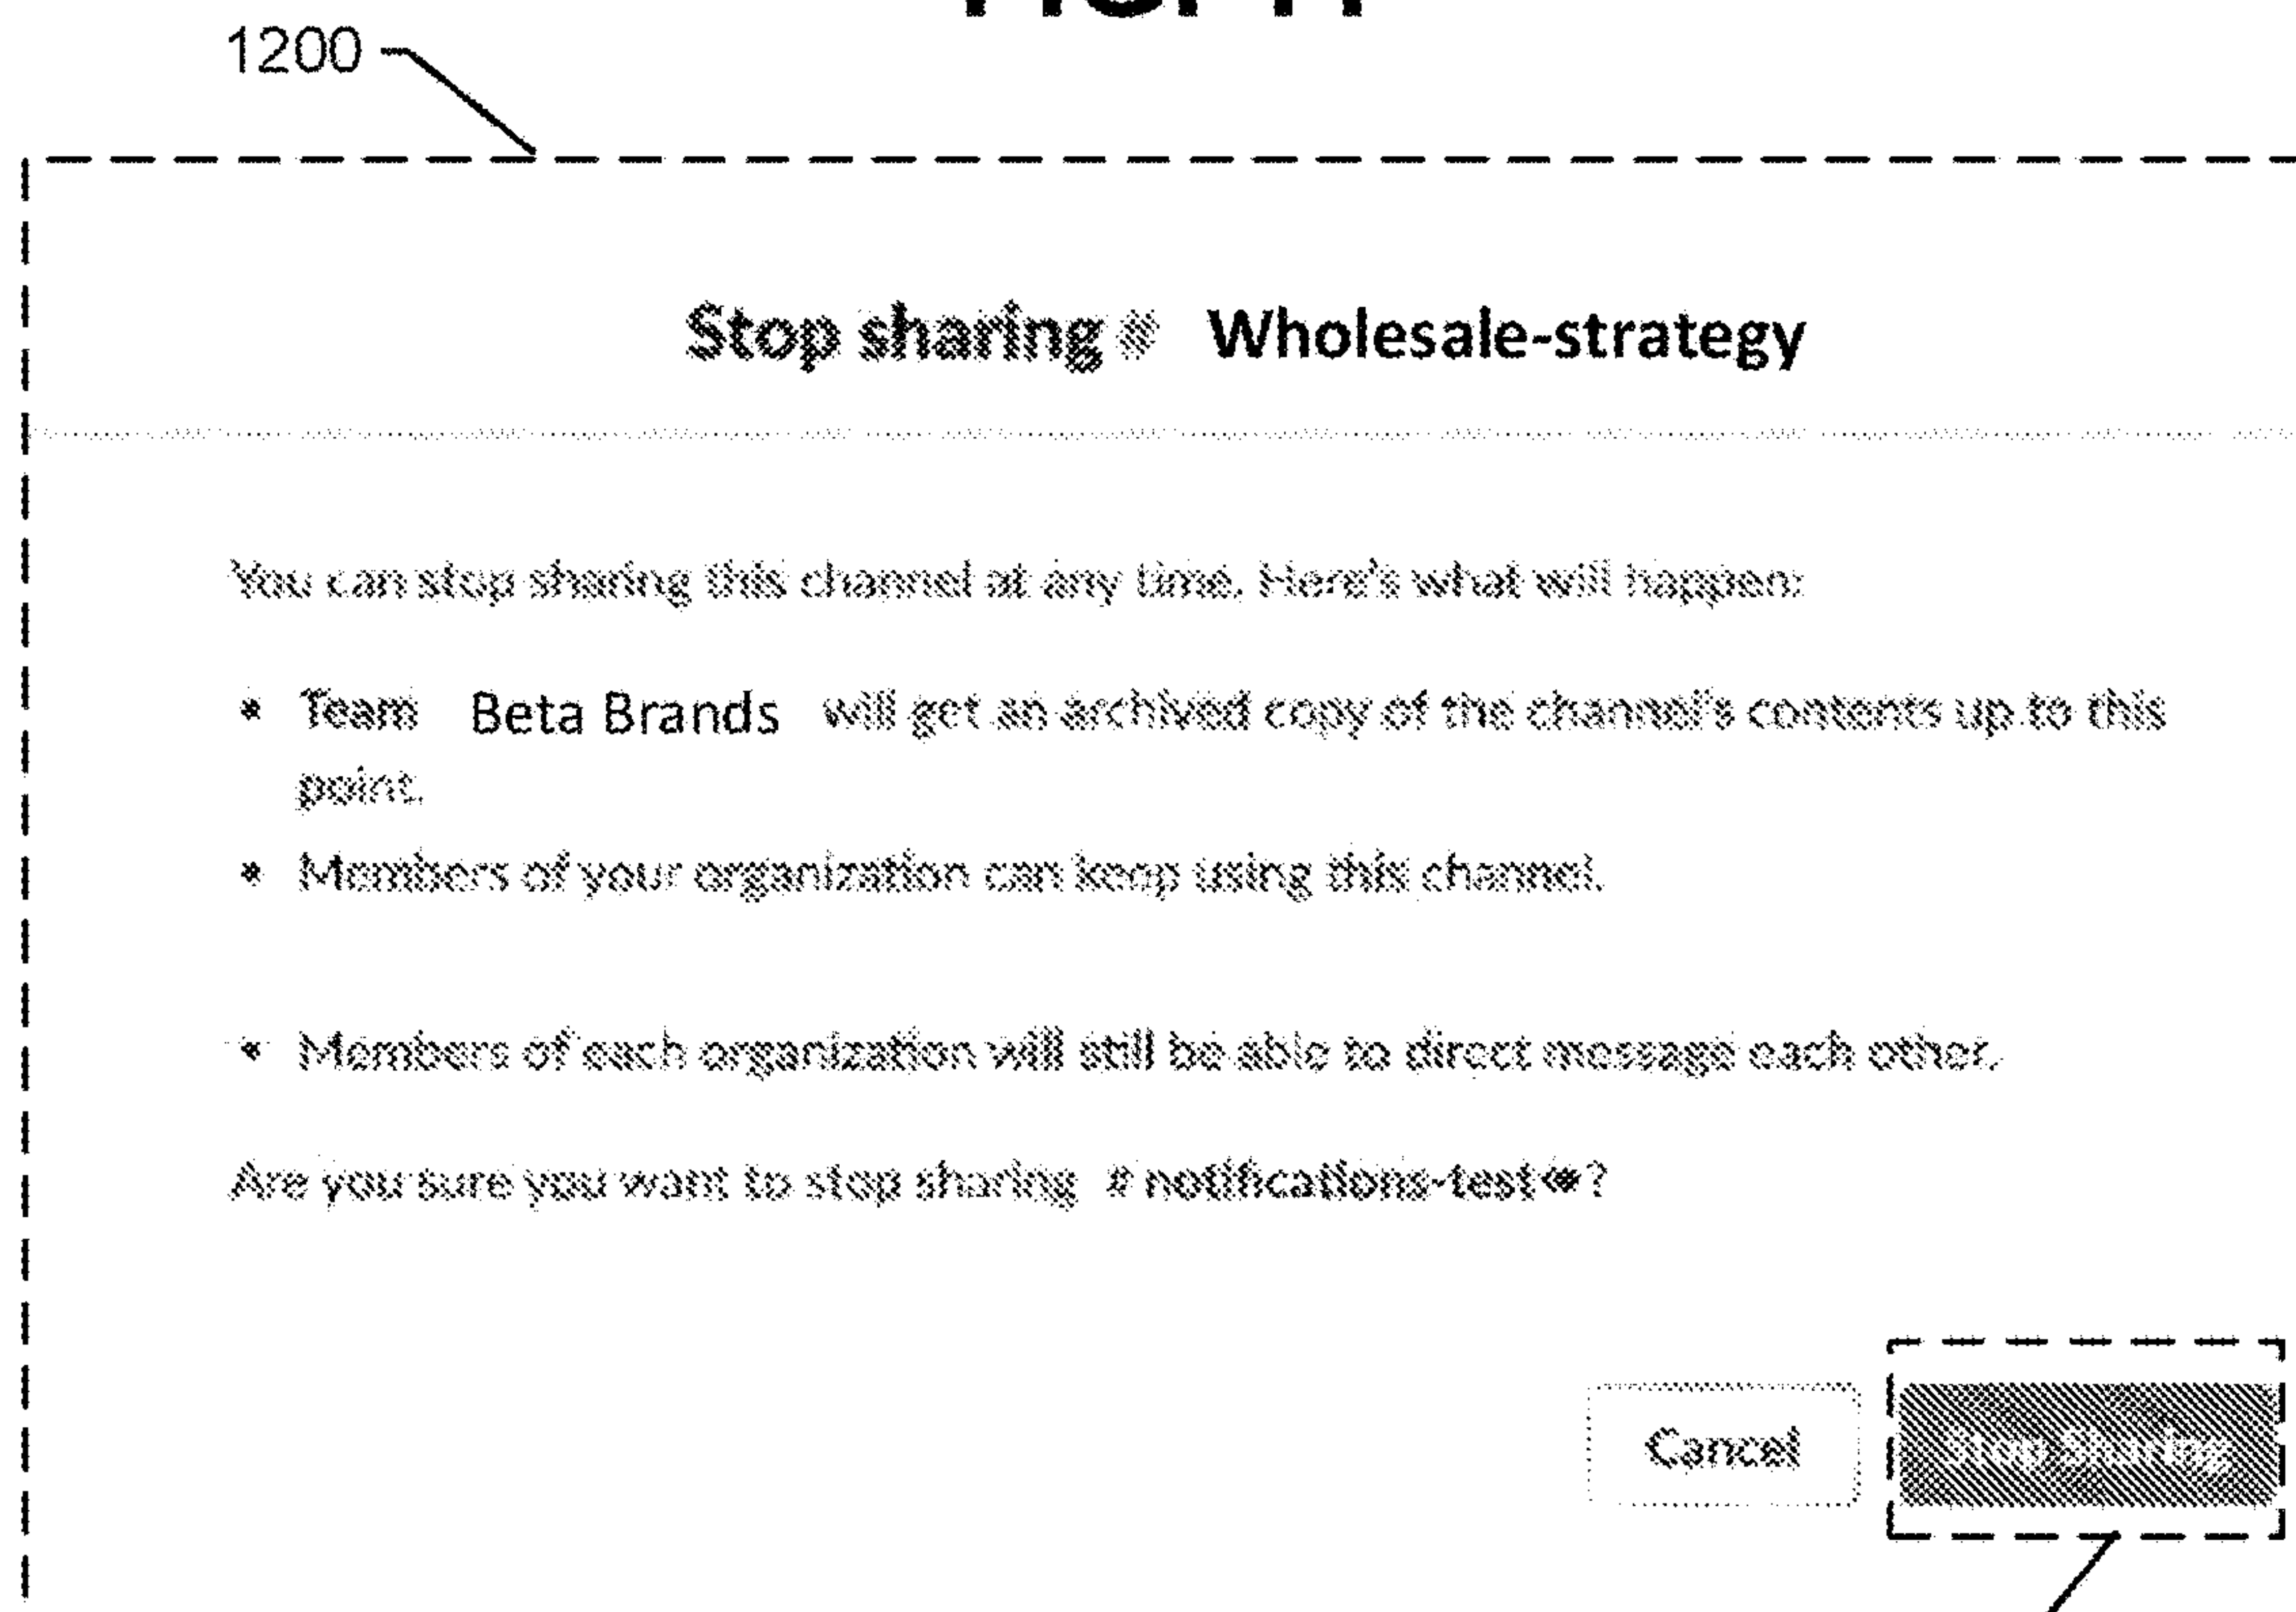 1200
Stop sharing # Wholesale-strategy
You can stop sharing this channel at any time. Here's what will happen:
• Team Beta Brands will get an archived copy of the channel's contents up to this
point.
• Members of your organization can keep using this channel.
• Members of each organization will still be able to direct message each other.
Are you sure you want to stop sharing # notifications-test ?
Cancel Stop Sharing